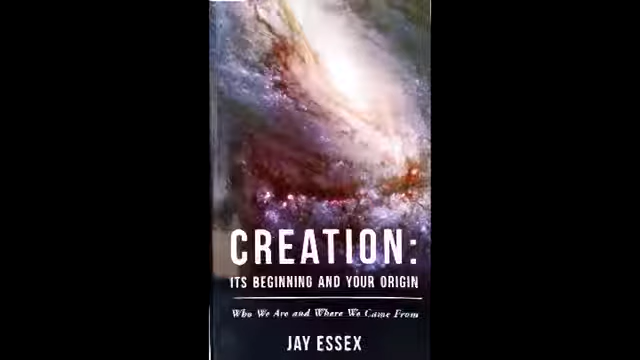 CREATION:
ITS BEGINNING AND YOUR ORIGIN
Who We Are and Where We Came From
JAY ESSEX